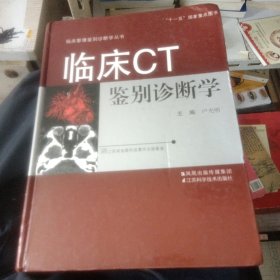 临床影像鉴别诊断学丛书
"十一五"国家重点图书
临床CT
鉴别诊断学
主编 卢光明
凤凰出版传媒集团
江苏科学技术出版社